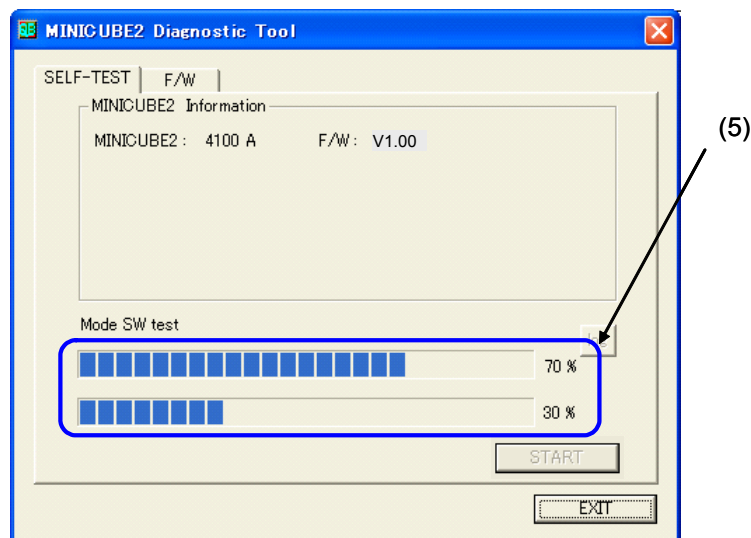 MINICUBE2 Diagnostic Tool
SELF-TEST
F/W
MINICUBE2 Information
MINICUBE2 : 4100 A
F/W : V1.00
(5)
Mode SW test
70 %
30 %
START
EXIT